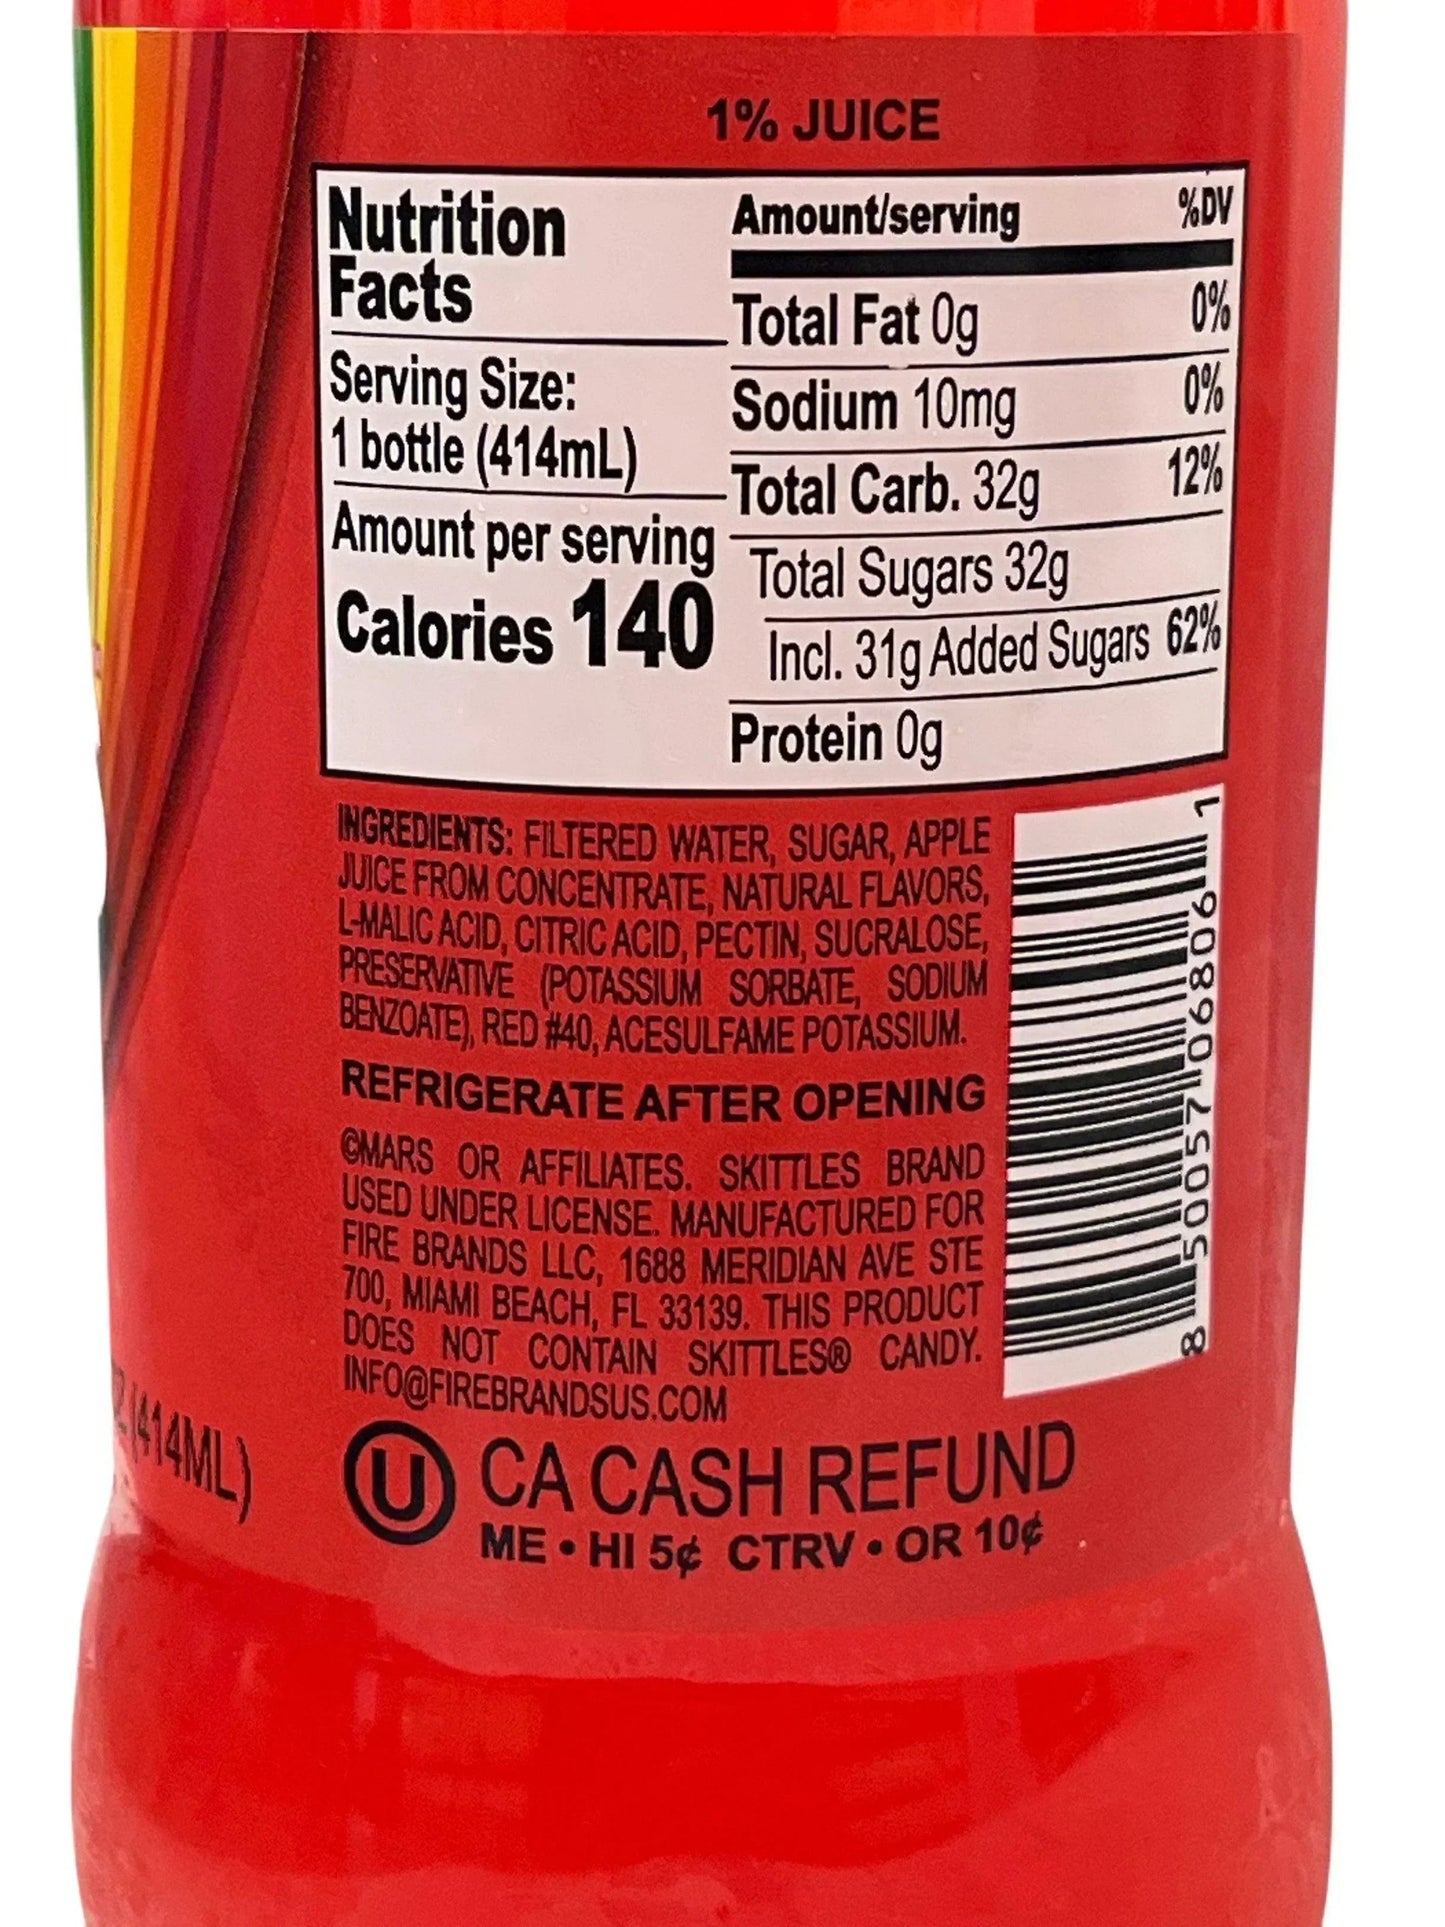 1% JUICE
Nutrition
Facts
Serving Size:
1 bottle (414mL)
Amount per serving
Calories 140
Amount/serving %DV
Total Fat 0g 0%
Sodium 10mg 0%
Total Carb. 32g 12%
Total Sugars 32g
Incl. 31g Added Sugars 62%
Protein 0g
INGREDIENTS: FILTERED WATER, SUGAR, APPLE
JUICE FROM CONCENTRATE, NATURAL FLAVORS,
L-MALIC ACID, CITRIC ACID, PECTIN, SUCRALOSE,
PRESERVATIVE (POTASSIUM SORBATE, SODIUM
BENZOATE), RED #40, ACESULFAME POTASSIUM.
REFRIGERATE AFTER OPENING
©MARS OR AFFILIATES. SKITTLES BRAND
USED UNDER LICENSE. MANUFACTURED FOR
FIRE BRANDS LLC, 1688 MERIDIAN AVE STE
700, MIAMI BEACH, FL 33139. THIS PRODUCT
DOES NOT CONTAIN SKITTLES® CANDY.
INFO@FIREBRANDSUS.COM
8 50057 06806 1
(414ML)
U CA CASH REFUND
ME • HI 5¢ CTRV • OR 10¢